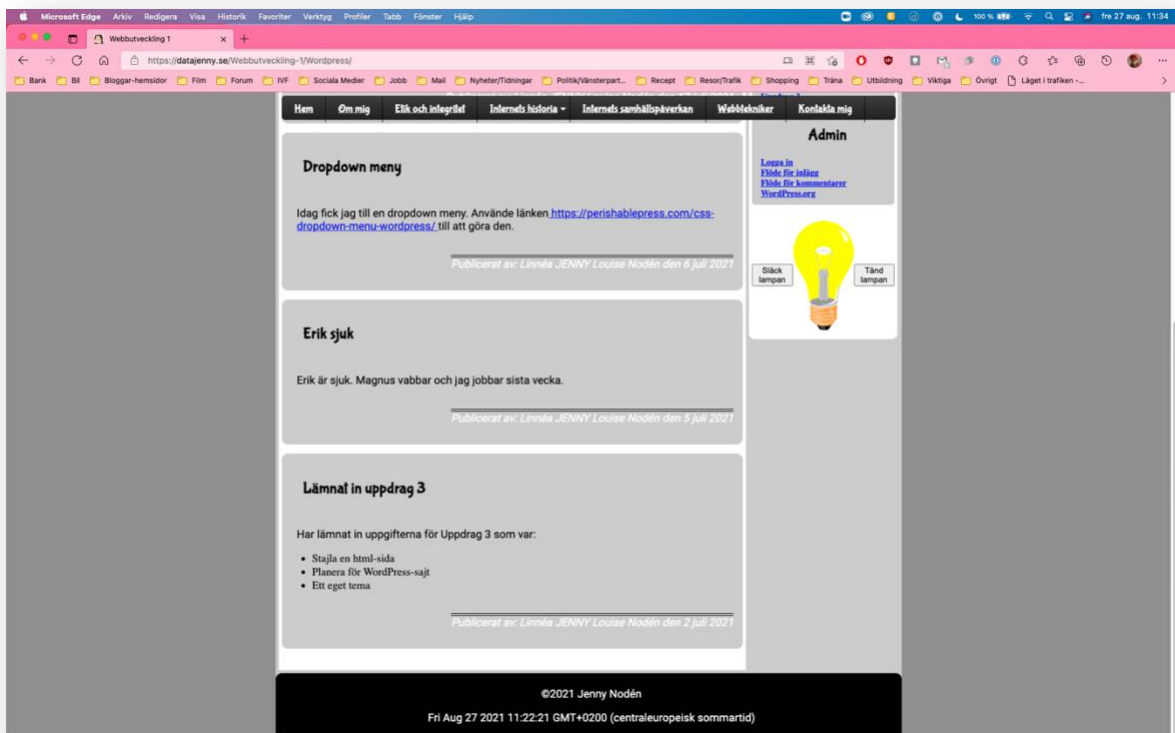 Microsoft Edge Arkiv Redigera Visa Historik Favoriter Verktyg Profiler Tabb Fönster Hjälp 100 % fre 27 aug. 11:34
Webbutveckling 1
https://datajenny.se/Webbutveckling-1/Wordpress/
Bank Bil Bloggar-hemsidor Film Forum IVF Sociala Medier Jobb Mail Nyheter/Tidningar Politik/Vänsterpart... Recept Resor/Trafik Shopping Träna Utbildning Viktiga Övrigt Läget i trafiken -...
Hem Om mig Etik och integritet Internets historia Internets samhällspåverkan Webbtekniker Kontakta mig
Dropdown meny
Idag fick jag till en dropdown meny. Använde länken https://perishablepress.com/css-
dropdown-menu-wordpress/ till att göra den.
Publicerat av: Linnéa JENNY Louise Nodén den 6 juli 2021
Erik sjuk
Erik är sjuk. Magnus vabbar och jag jobbar sista vecka.
Publicerat av: Linnéa JENNY Louise Nodén den 5 juli 2021
Lämnat in uppdrag 3
Har lämnat in uppgifterna för Uppdrag 3 som var:
Stajla en html-sida
Planera för WordPress-sajt
Ett eget tema
Publicerat av: Linnéa JENNY Louise Nodén den 2 juli 2021
Admin
Logga in
Flöde för inlägg
Flöde för kommentarer
WordPress.org
Släck
lampan
Tänd
lampan
©2021 Jenny Nodén
Fri Aug 27 2021 11:22:21 GMT+0200 (centraleuropeisk sommartid)